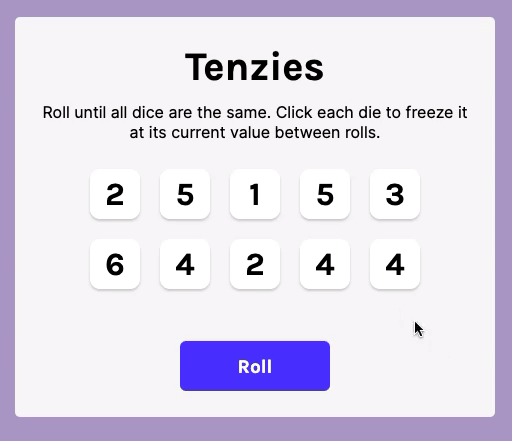 Tenzies
Roll until all dice are the same. Click each die to freeze it
at its current value between rolls.
2 5 1 5 3
6 4 2 4 4
Roll